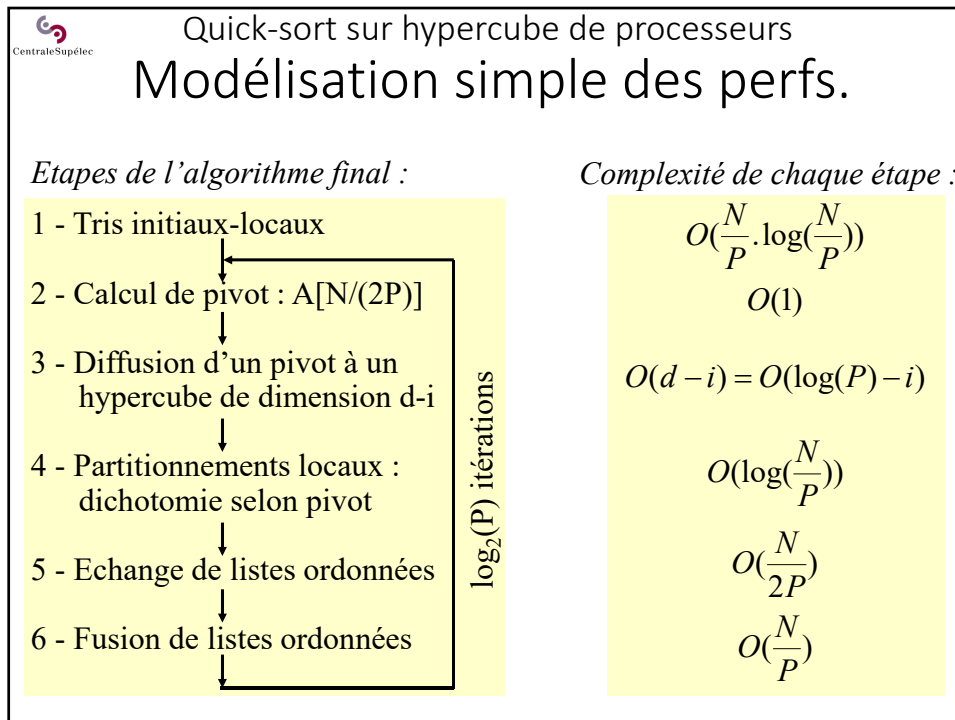 CentraleSupélec
Quick-sort sur hypercube de processeurs
Modélisation simple des perfs.
Etapes de l'algorithme final :
1 - Tris initiaux-locaux
2 - Calcul de pivot : A[N/(2P)]
3 - Diffusion d'un pivot à un
hypercube de dimension d-i
4 - Partitionnements locaux :
dichotomie selon pivot
5 - Echange de listes ordonnées
6 - Fusion de listes ordonnées
log₂(P) itérations
Complexité de chaque étape :
O(N/P.log(N/P))
O(1)
O(d − i) = O(log(P) − i)
O(log(N/P))
O(N/2P)
O(N/P)